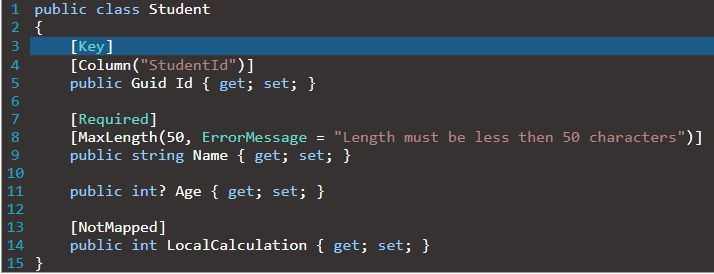 1 public class Student
2 {
3     [Key]
4     [Column("StudentId")]
5     public Guid Id { get; set; }
6
7     [Required]
8     [MaxLength(50, ErrorMessage = "Length must be less then 50 characters")]
9     public string Name { get; set; }
10
11     public int? Age { get; set; }
12
13     [NotMapped]
14     public int LocalCalculation { get; set; }
15 }